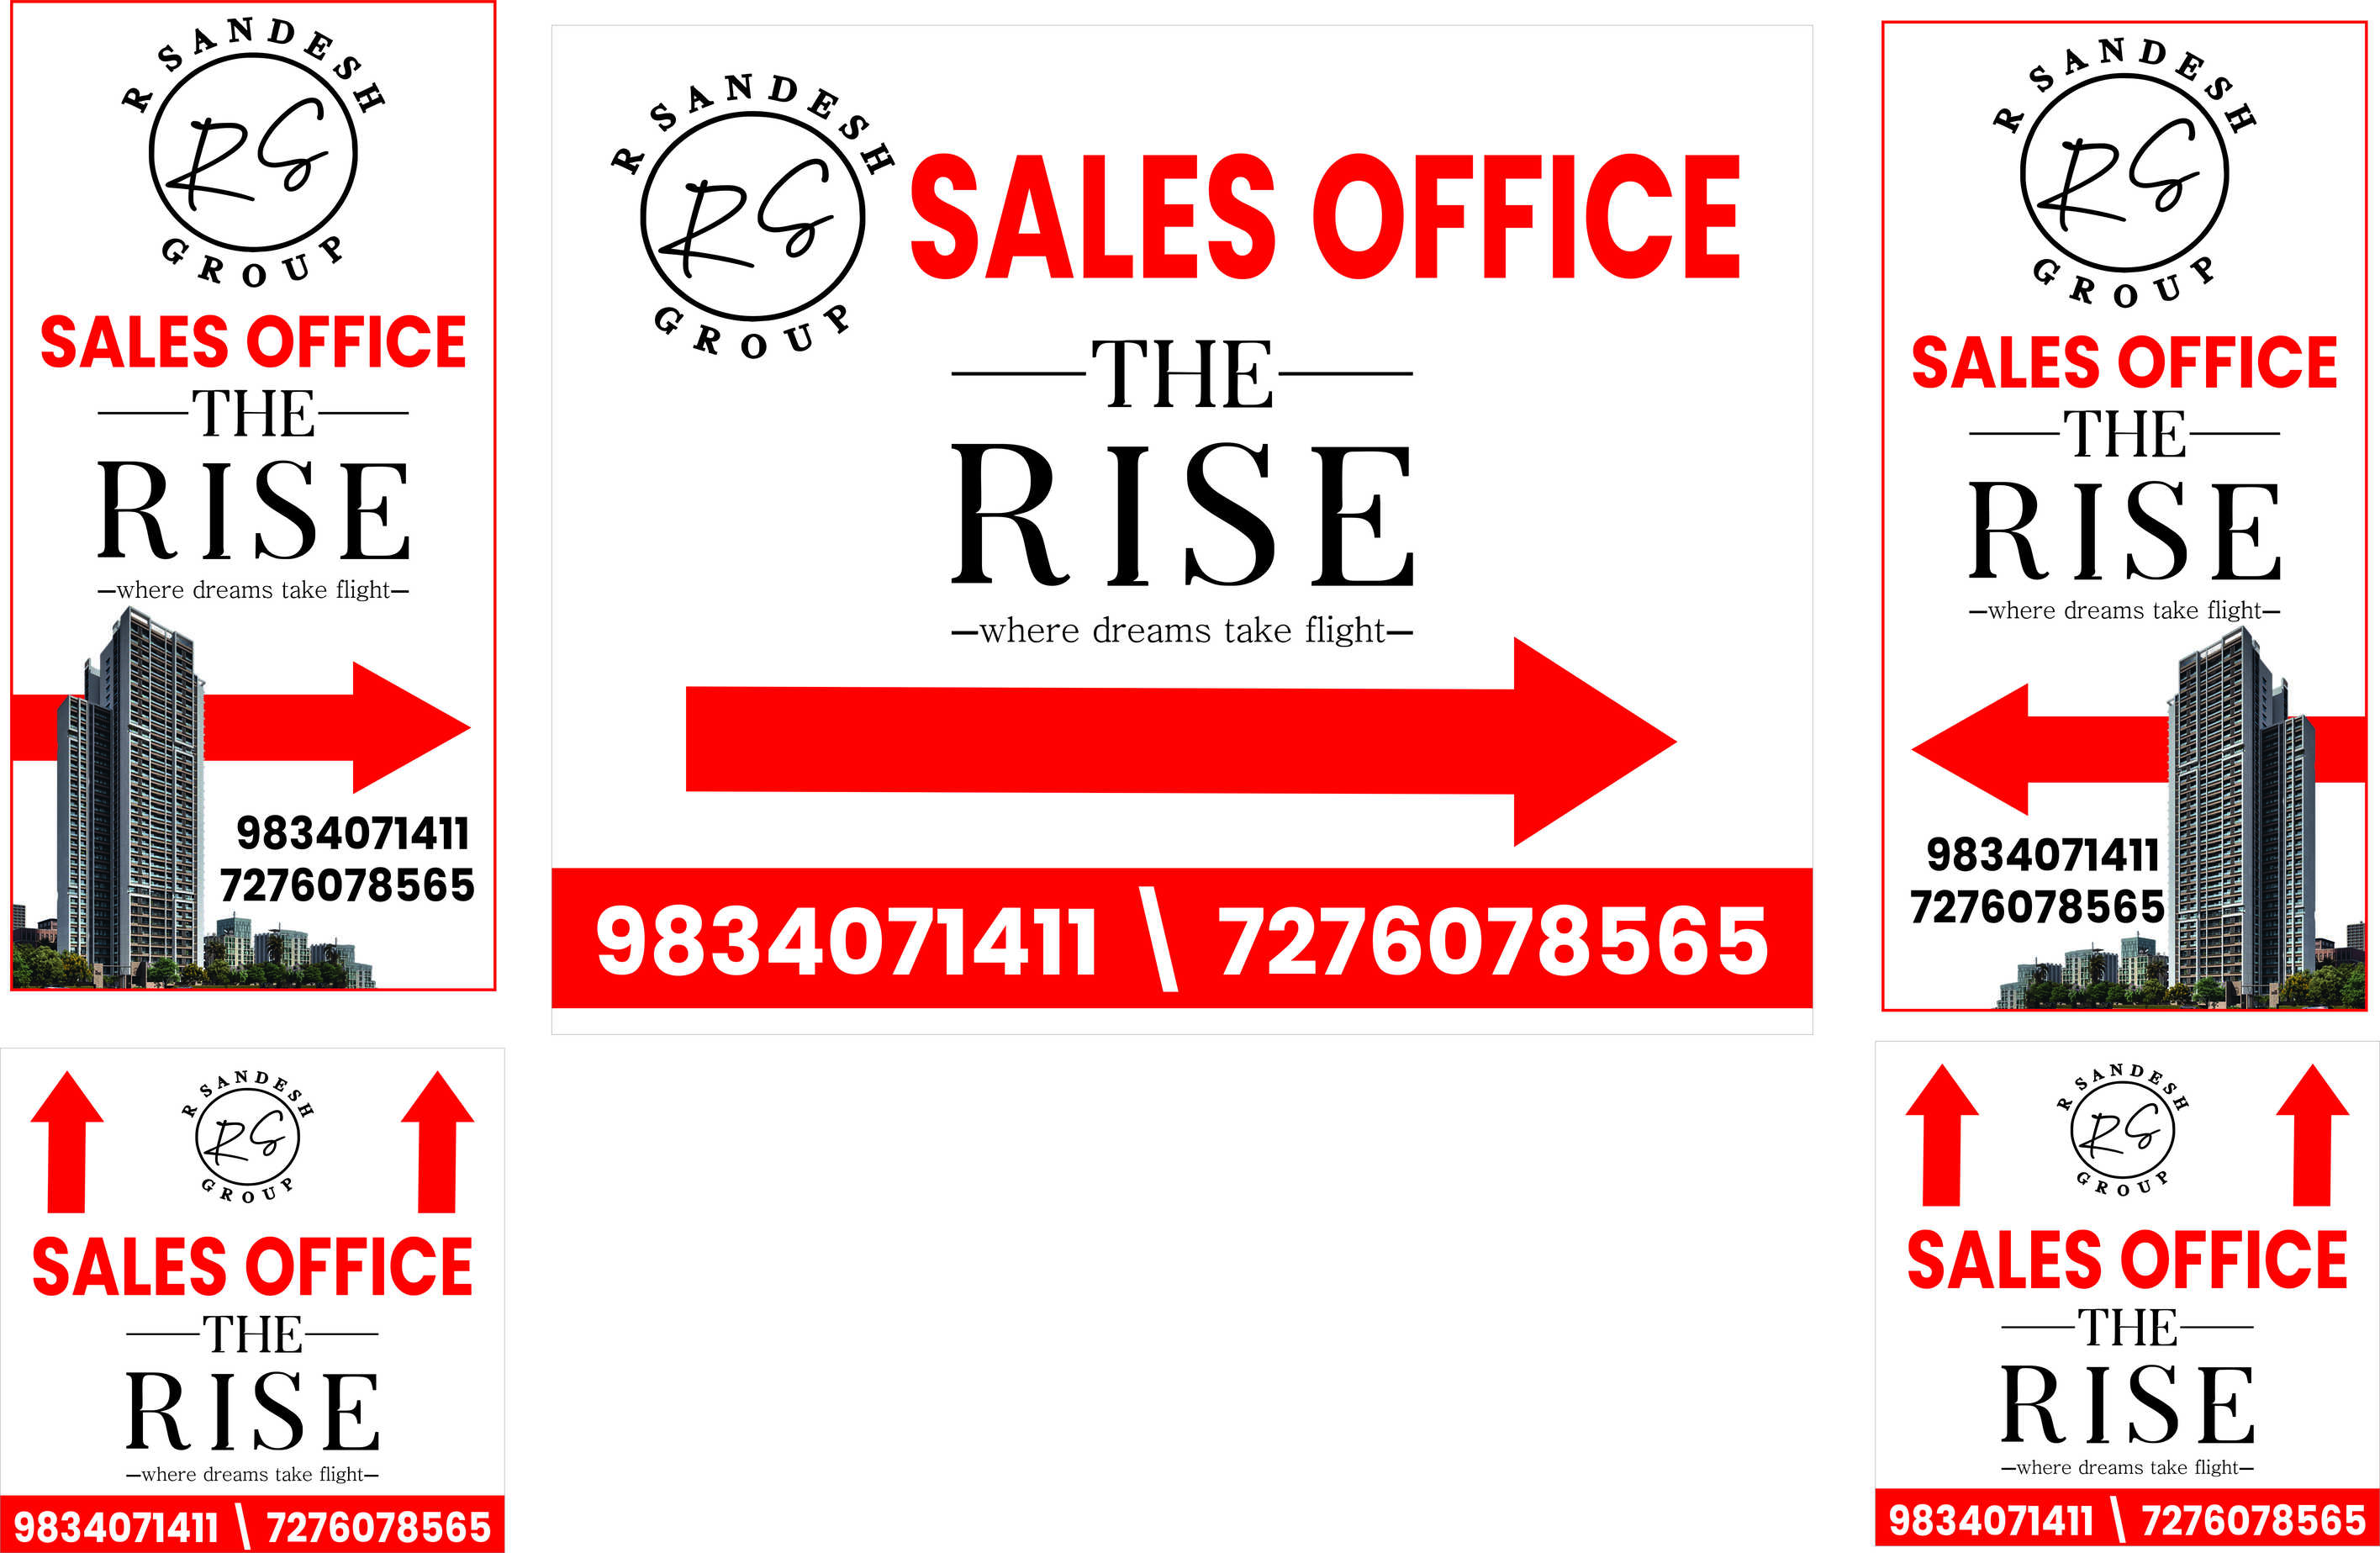 R SANDESH
RS
GROUP
SALES OFFICE
THE
RISE
where dreams take flight
9834071411
7276078565
R SANDESH
RS
GROUP
SALES OFFICE
THE
RISE
where dreams take flight
9834071411 \ 7276078565
R SANDESH
RS
GROUP
SALES OFFICE
THE
RISE
where dreams take flight
9834071411
7276078565
R SANDESH
RS
GROUP
SALES OFFICE
THE
RISE
where dreams take flight
9834071411 \ 7276078565
R SANDESH
RS
GROUP
SALES OFFICE
THE
RISE
where dreams take flight
9834071411 \ 7276078565